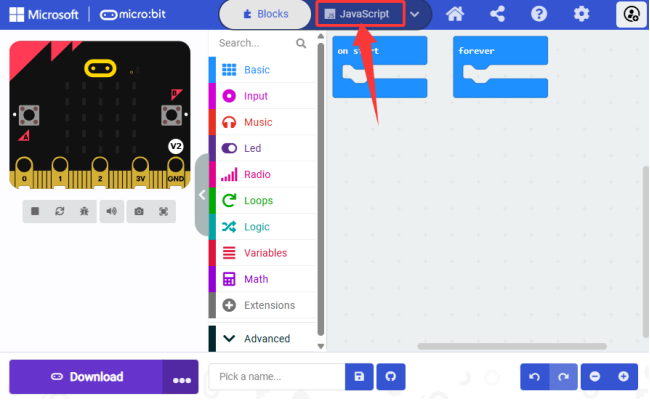 Microsoft micro:bit
Blocks
JavaScript
Search...
on start
forever
Basic
Input
Music
Led
Radio
Loops
Logic
Variables
Math
Extensions
Advanced
B
A
V2
0 1 2 3V GND
Download
Pick a name...